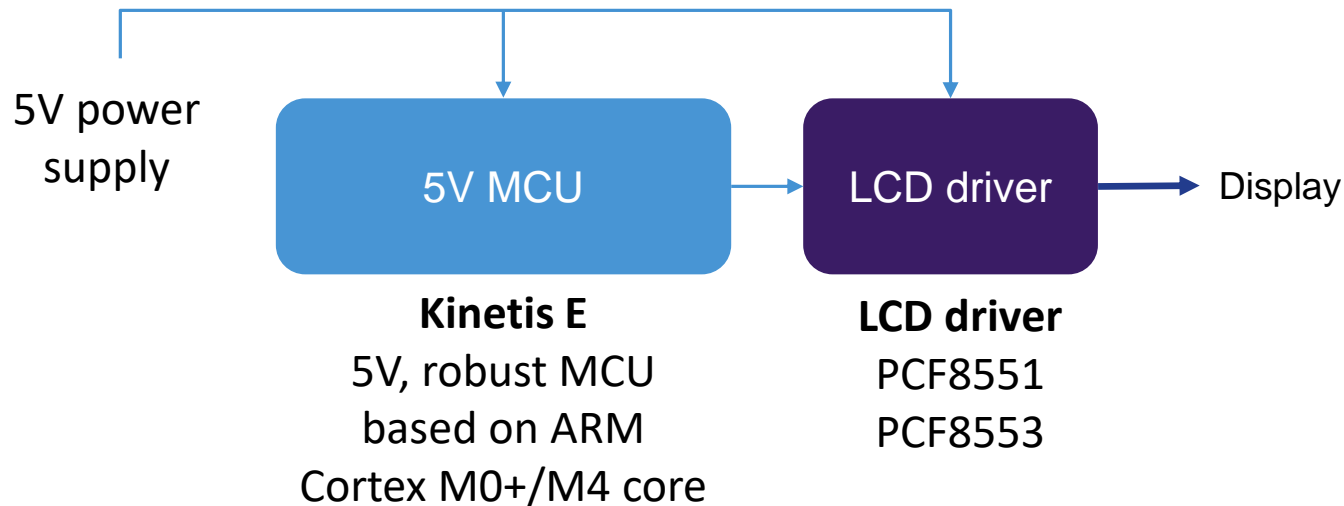 5V power
supply
5V MCU
LCD driver
Display
Kinetis E
5V, robust MCU
based on ARM
Cortex M0+/M4 core
LCD driver
PCF8551
PCF8553